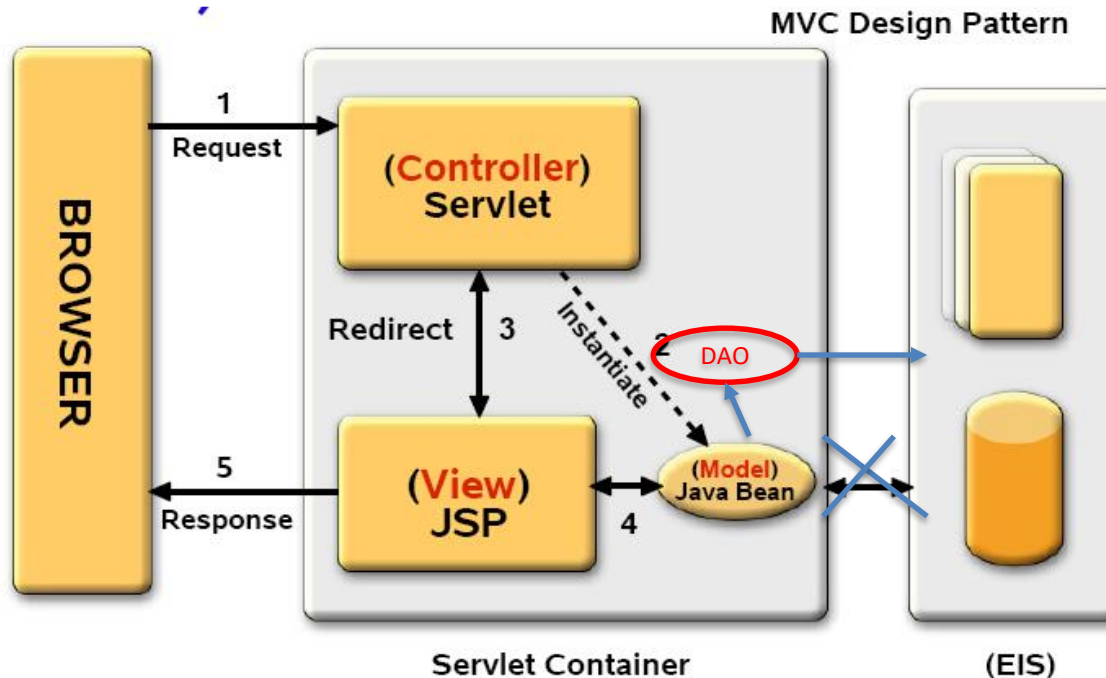 MVC Design Pattern
BROWSER
1
Request
(Controller)
Servlet
Redirect
3
Instantiate
2
DAO
5
Response
(View)
JSP
4
(Model)
Java Bean
Servlet Container
(EIS)